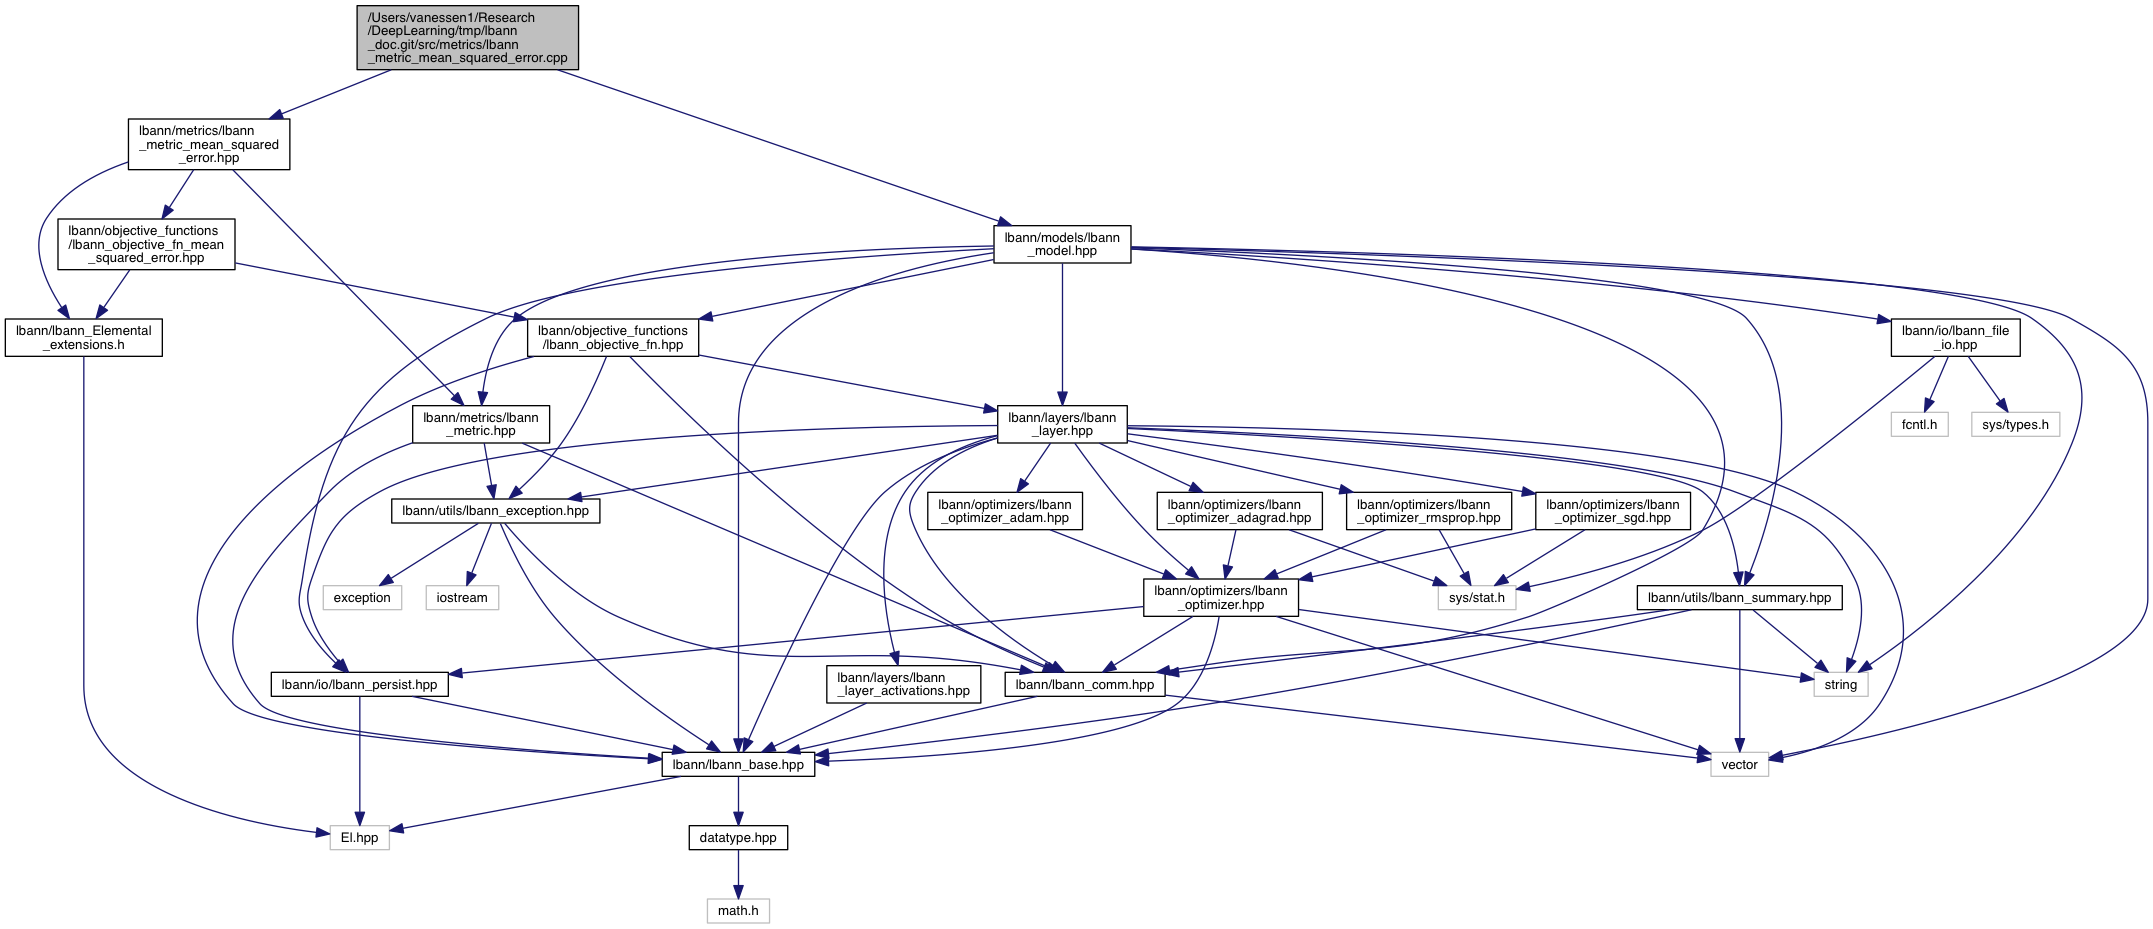 /Users/vanessen1/Research
/DeepLearning/tmp/lbann
_doc.git/src/metrics/lbann
_metric_mean_squared_error.cpp
lbann/metrics/lbann
_metric_mean_squared
_error.hpp
lbann/objective_functions
/lbann_objective_fn_mean
_squared_error.hpp
lbann/models/lbann
_model.hpp
lbann/lbann_Elemental
_extensions.h
lbann/objective_functions
/lbann_objective_fn.hpp
lbann/io/lbann_file
_io.hpp
lbann/metrics/lbann
_metric.hpp
lbann/layers/lbann
_layer.hpp
fcntl.h
sys/types.h
lbann/utils/lbann_exception.hpp
lbann/optimizers/lbann
_optimizer_adam.hpp
lbann/optimizers/lbann
_optimizer_adagrad.hpp
lbann/optimizers/lbann
_optimizer_rmsprop.hpp
lbann/optimizers/lbann
_optimizer_sgd.hpp
exception
iostream
lbann/optimizers/lbann
_optimizer.hpp
sys/stat.h
lbann/utils/lbann_summary.hpp
lbann/io/lbann_persist.hpp
lbann/layers/lbann
_layer_activations.hpp
lbann/lbann_comm.hpp
string
lbann/lbann_base.hpp
vector
El.hpp
datatype.hpp
math.h